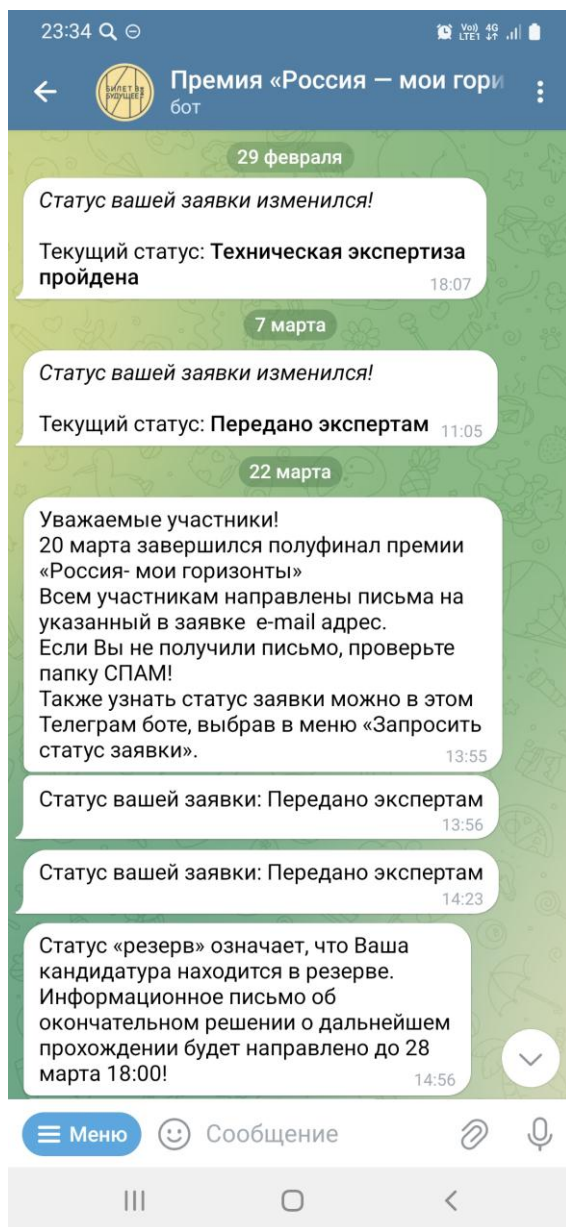 23:34
Vo)) 4G
LTE1
БИЛЕТ В
БУДУЩЕЕ
Премия «Россия — мои гори
бот
29 февраля
Статус вашей заявки изменился!
Текущий статус: Техническая экспертиза
пройдена
18:07
7 марта
Статус вашей заявки изменился!
Текущий статус: Передано экспертам
11:05
22 марта
Уважаемые участники!
20 марта завершился полуфинал премии
«Россия- мои горизонты»
Всем участникам направлены письма на
указанный в заявке  e-mail адрес.
Если Вы не получили письмо, проверьте
папку СПАМ!
Также узнать статус заявки можно в этом
Телеграм боте, выбрав в меню «Запросить
статус заявки».
13:55
Статус вашей заявки: Передано экспертам
13:56
Статус вашей заявки: Передано экспертам
14:23
Статус «резерв» означает, что Ваша
кандидатура находится в резерве.
Информационное письмо об
окончательном решении о дальнейшем
прохождении будет направлено до 28
марта 18:00!
14:56
Меню
Сообщение